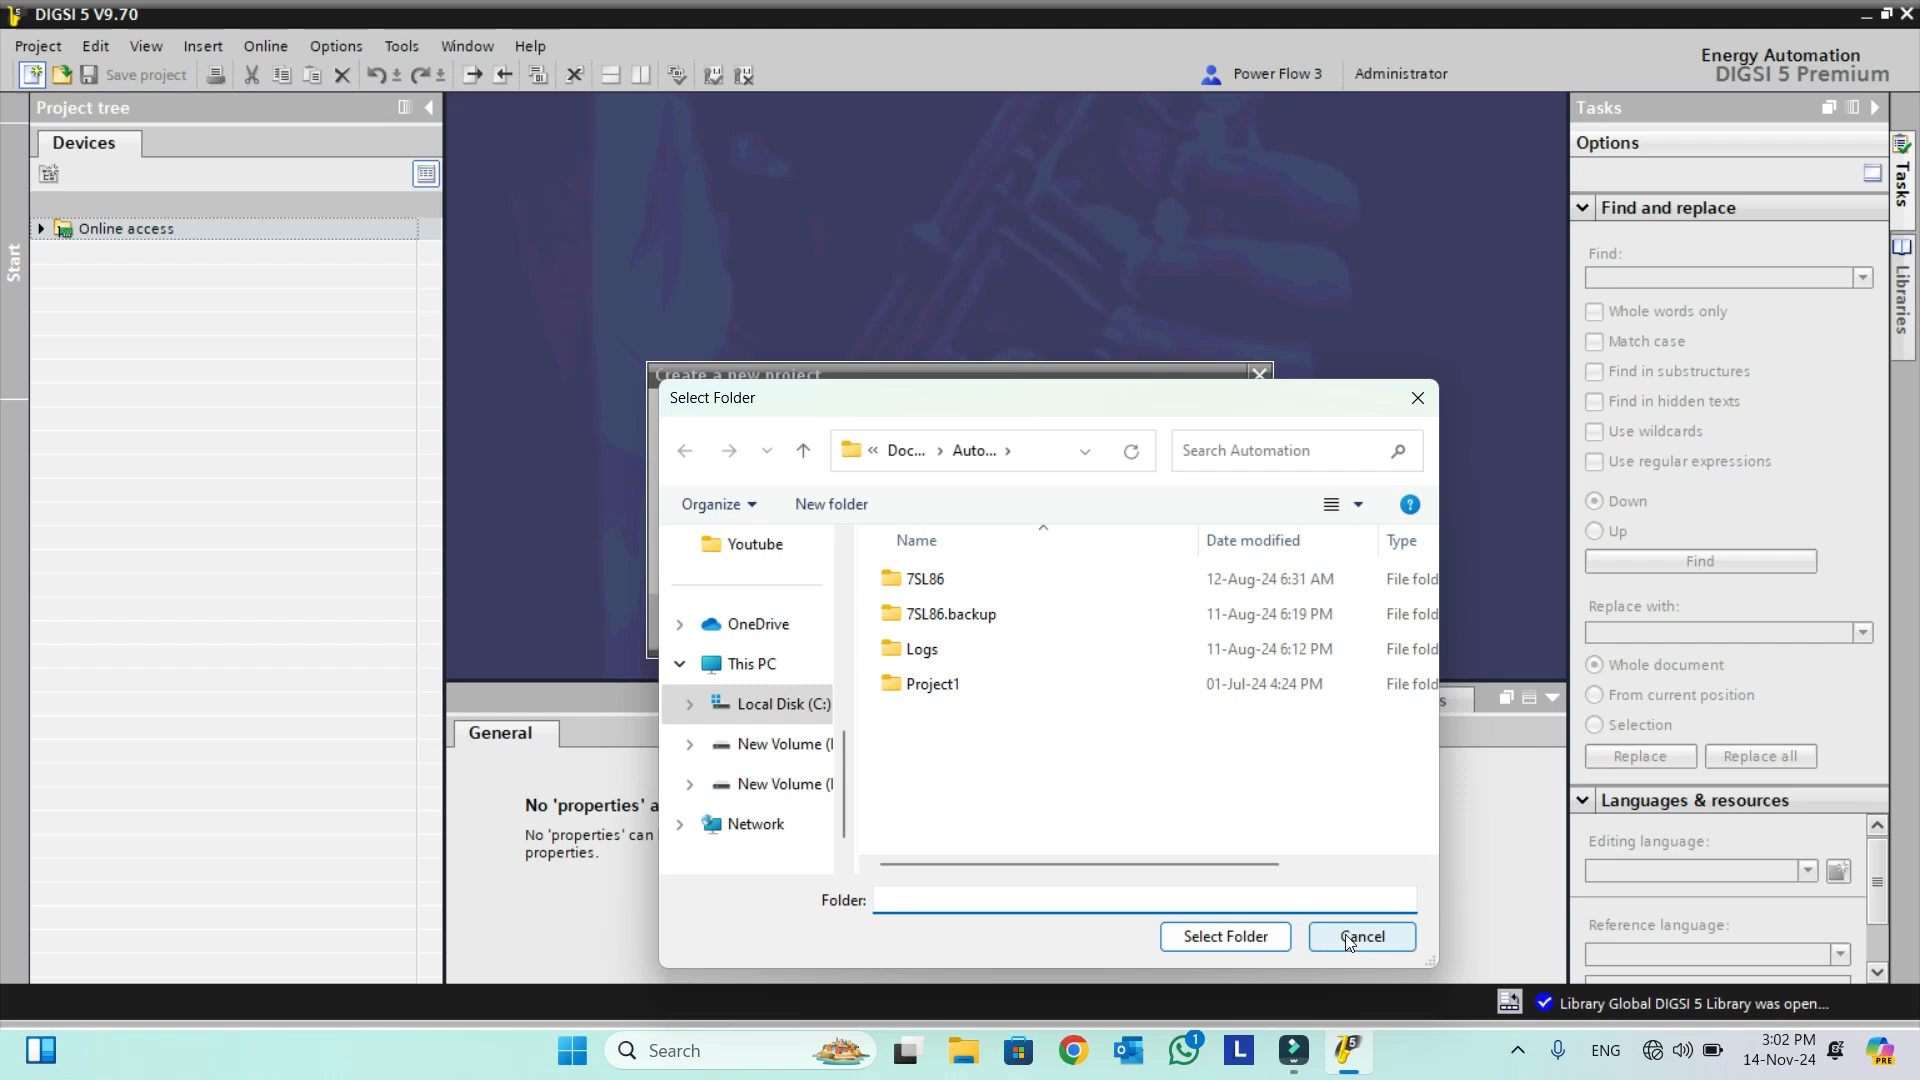 DIGSI 5 V9.70
Project Edit View Insert Online Options Tools Window Help
Save project
Power Flow 3 Administrator
Energy Automation
DIGSI 5 Premium
Project tree
Devices
Online access
Start
Create a new project
Select Folder
« Doc... › Auto... ›
Search Automation
Organize New folder
Youtube
OneDrive
This PC
Local Disk (C:)
New Volume (
New Volume (
Network
Name Date modified Type
7SL86 12-Aug-24 6:31 AM File fold
7SL86.backup 11-Aug-24 6:19 PM File fold
Logs 11-Aug-24 6:12 PM File fold
Project1 01-Jul-24 4:24 PM File fold
Folder:
Select Folder Cancel
General
No 'properties' a
No 'properties' can
properties.
Tasks
Options
Find and replace
Find:
Whole words only
Match case
Find in substructures
Find in hidden texts
Use wildcards
Use regular expressions
Down
Up
Find
Replace with:
Whole document
From current position
Selection
Replace Replace all
Languages & resources
Editing language:
Reference language:
Tasks
Libraries
Library Global DIGSI 5 Library was open...
Search
1
L
5
ENG
3:02 PM
14-Nov-24
PRE